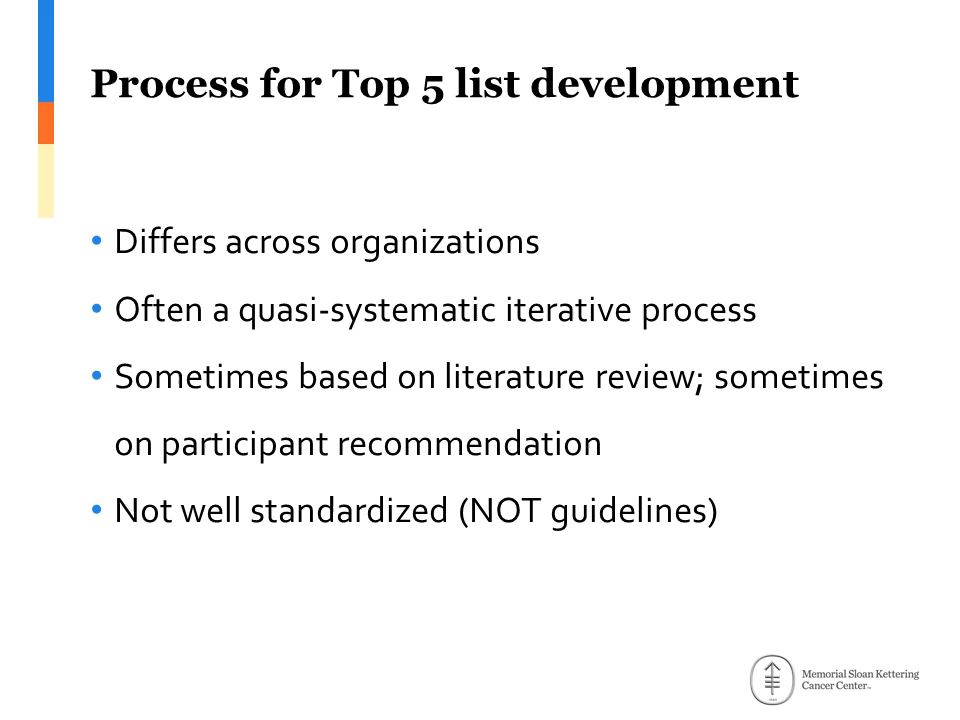 Process for Top 5 list development
• Differs across organizations
• Often a quasi-systematic iterative process
• Sometimes based on literature review; sometimes
on participant recommendation
• Not well standardized (NOT guidelines)
Memorial Sloan Kettering
Cancer Center™